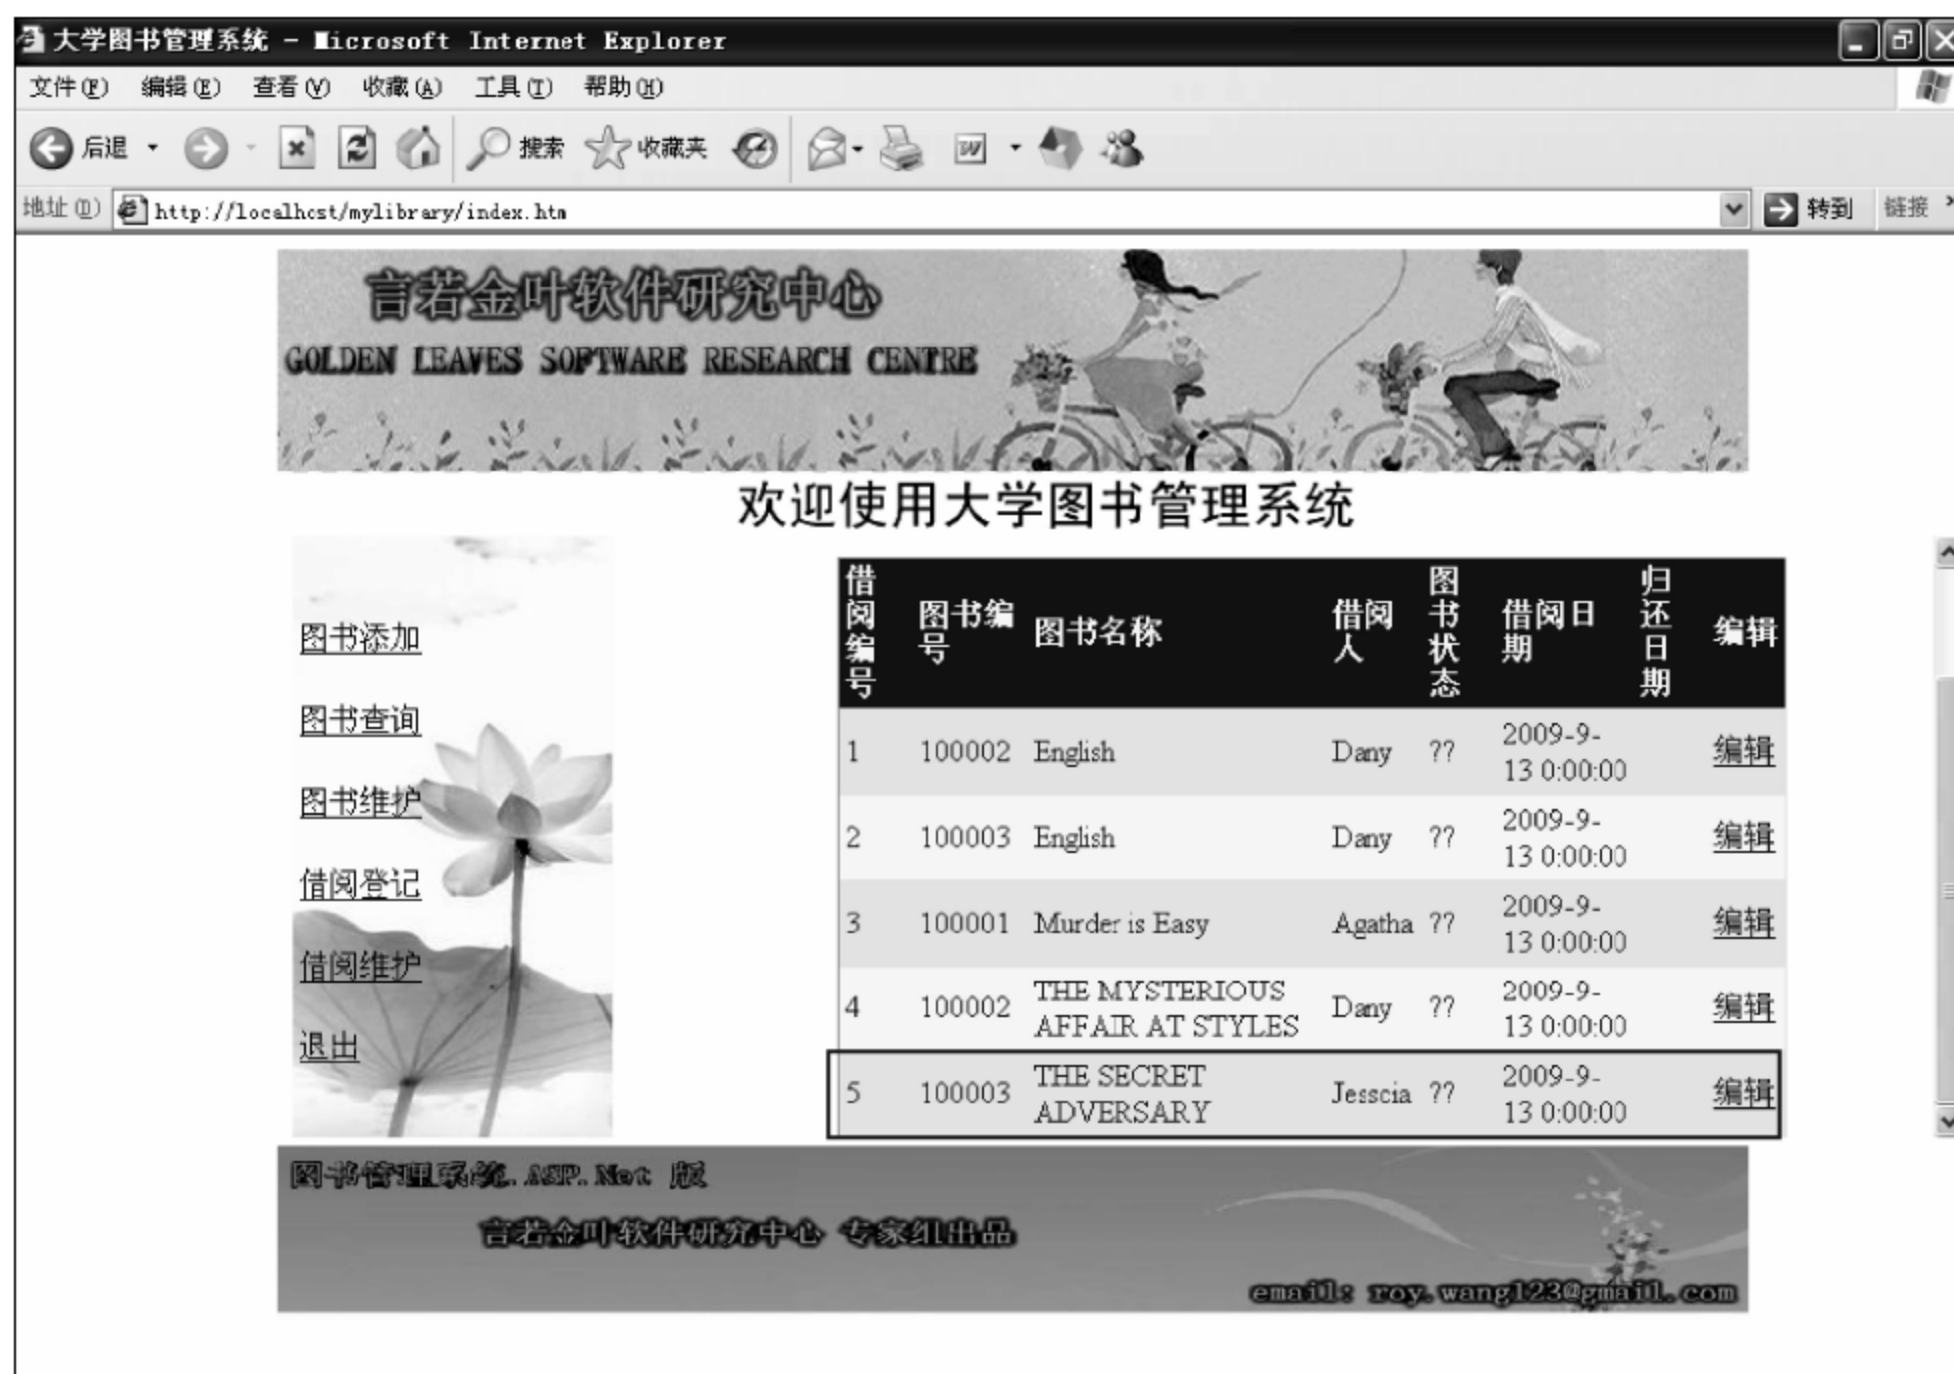 大学图书管理系统 - Microsoft Internet Explorer
文件(F) 编辑(E) 查看(V) 收藏(A) 工具(T) 帮助(H)
后退 搜索 收藏夹
地址(D) http://localhost/mylibrary/index.htm 转到 链接
言若金叶软件研究中心
GOLDEN LEAVES SOFTWARE RESEARCH CENTRE
欢迎使用大学图书管理系统
图书添加
图书查询
图书维护
借阅登记
借阅维护
退出
借阅编号 图书编号 图书名称 借阅人 图书状态 借阅日期 归还日期 编辑
1 100002 English Dany ?? 2009-9-13 0:00:00 编辑
2 100003 English Dany ?? 2009-9-13 0:00:00 编辑
3 100001 Murder is Easy Agatha ?? 2009-9-13 0:00:00 编辑
4 100002 THE MYSTERIOUS AFFAIR AT STYLES Dany ?? 2009-9-13 0:00:00 编辑
5 100003 THE SECRET ADVERSARY Jesscia ?? 2009-9-13 0:00:00 编辑
图书管理系统.ASP.Net 版
言若金叶软件研究中心 专家组出品
email: roy.wang123@gmail.com